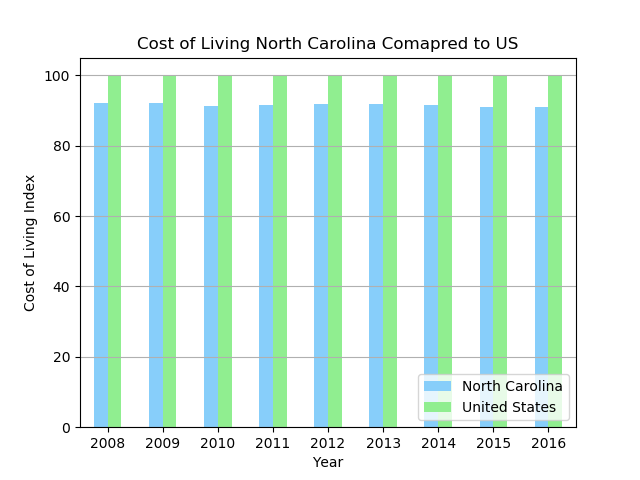 Cost of Living North Carolina Comapred to US
Cost of Living Index
100
80
60
40
20
0
North Carolina
United States
2008 2009 2010 2011 2012 2013 2014 2015 2016
Year